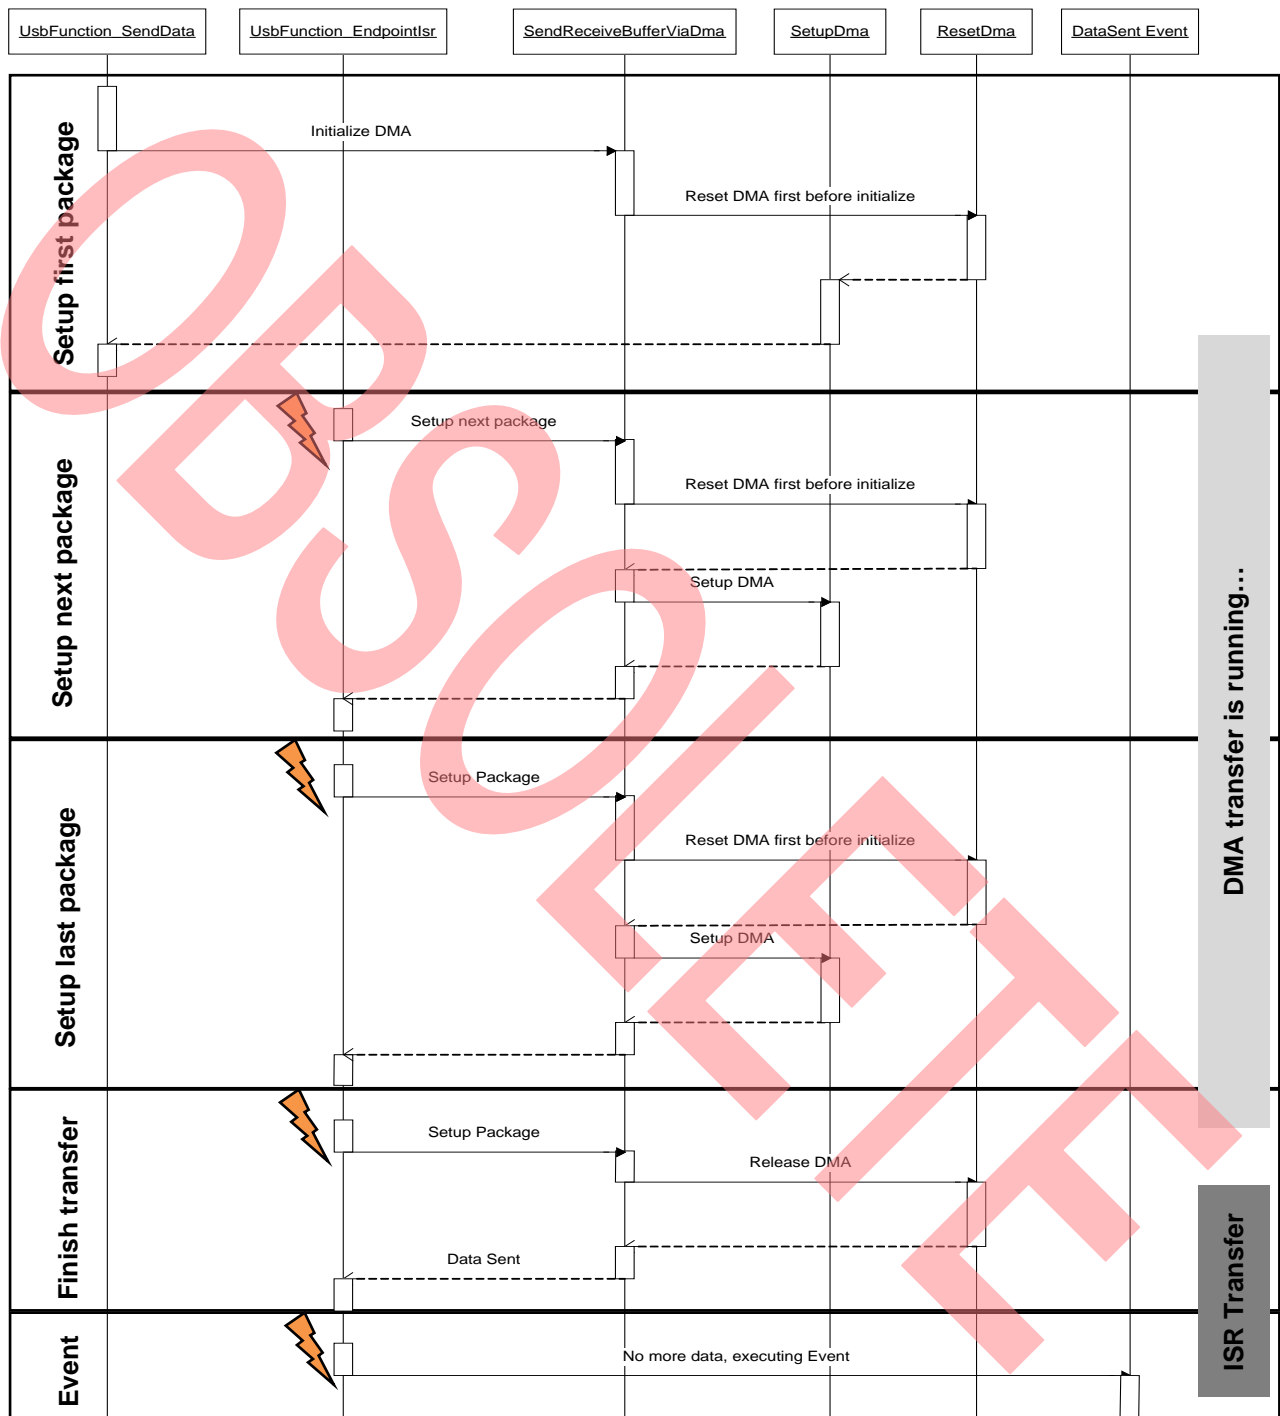 UsbFunction_SendData
UsbFunction_EndpointIsr
SendReceiveBufferViaDma
SetupDma
ResetDma
DataSent Event
Setup first package
Initialize DMA
Reset DMA first before initialize
Setup next package
Setup next package
Reset DMA first before initialize
Setup DMA
DMA transfer is running...
Setup last package
Setup Package
Reset DMA first before initialize
Setup DMA
Finish transfer
Setup Package
Release DMA
Data Sent
ISR Transfer
Event
No more data, executing Event
OBSOLETE